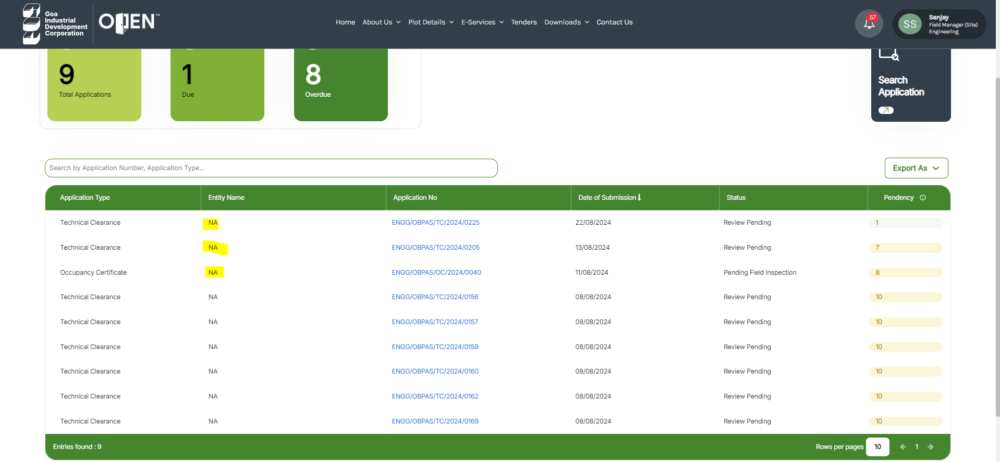 Goa
Industrial
Development
Corporation
OPEN™
Home About Us Plot Details E-Services Tenders Downloads Contact Us
57
SS
Sanjay
Field Manager (Site)
Engineering
9
Total Applications
1
Due
8
Overdue
Search
Application
Search by Application Number, Application Type...
Export As
Application Type Entity Name Application No Date of Submission Status Pendency
Technical Clearance NA ENGG/OBPAS/TC/2024/0225 22/08/2024 Review Pending 1
Technical Clearance NA ENGG/OBPAS/TC/2024/0205 13/08/2024 Review Pending 7
Occupancy Certificate NA ENGG/OBPAS/OC/2024/0040 11/08/2024 Pending Field Inspection 8
Technical Clearance NA ENGG/OBPAS/TC/2024/0156 08/08/2024 Review Pending 10
Technical Clearance NA ENGG/OBPAS/TC/2024/0157 08/08/2024 Review Pending 10
Technical Clearance NA ENGG/OBPAS/TC/2024/0159 08/08/2024 Review Pending 10
Technical Clearance NA ENGG/OBPAS/TC/2024/0160 08/08/2024 Review Pending 10
Technical Clearance NA ENGG/OBPAS/TC/2024/0162 08/08/2024 Review Pending 10
Technical Clearance NA ENGG/OBPAS/TC/2024/0169 08/08/2024 Review Pending 10
Entries found : 9 Rows per pages 10 1